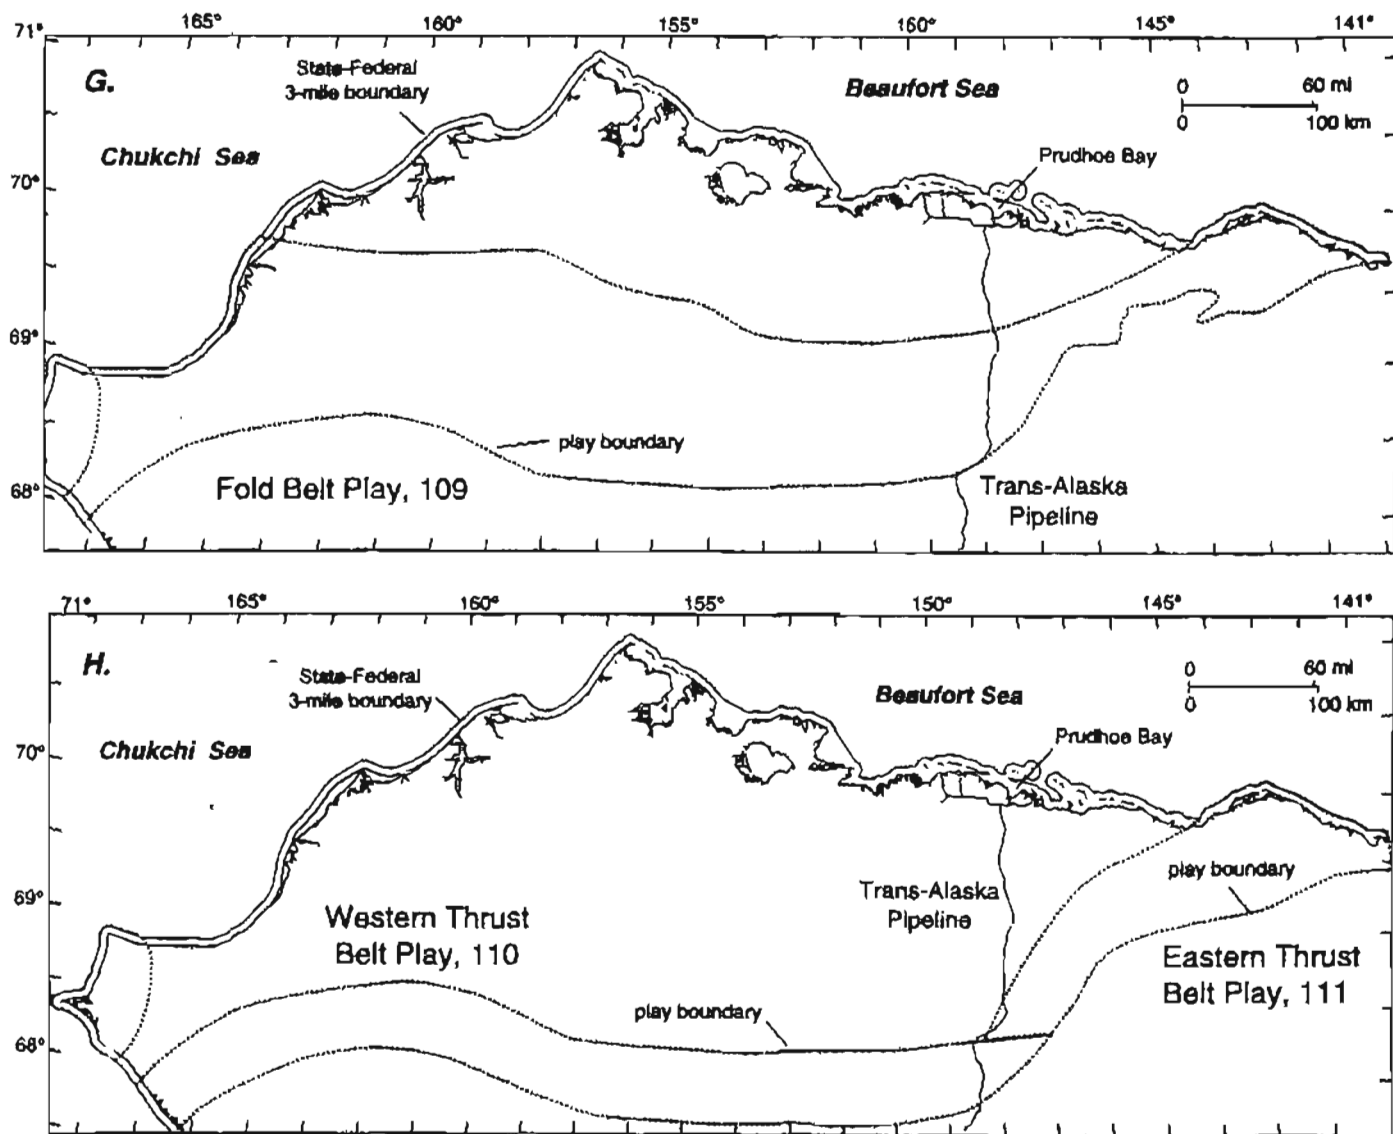 71° 165° 160° 155° 160° 145° 141°
G.
State-Federal
3-mile boundary
Beaufort Sea
0 60 mi
0 100 km
Chukchi Sea
Prudhoe Bay
70°
69°
play boundary
Fold Belt Play, 109
68°
Trans-Alaska
Pipeline
71° 165° 160° 155° 150° 145° 141°
H.
State-Federal
3-mile boundary
Beaufort Sea
0 60 mi
0 100 km
Chukchi Sea
Prudhoe Bay
70°
play boundary
Trans-Alaska
Pipeline
69°
Western Thrust
Belt Play, 110
Eastern Thrust
Belt Play, 111
play boundary
68°